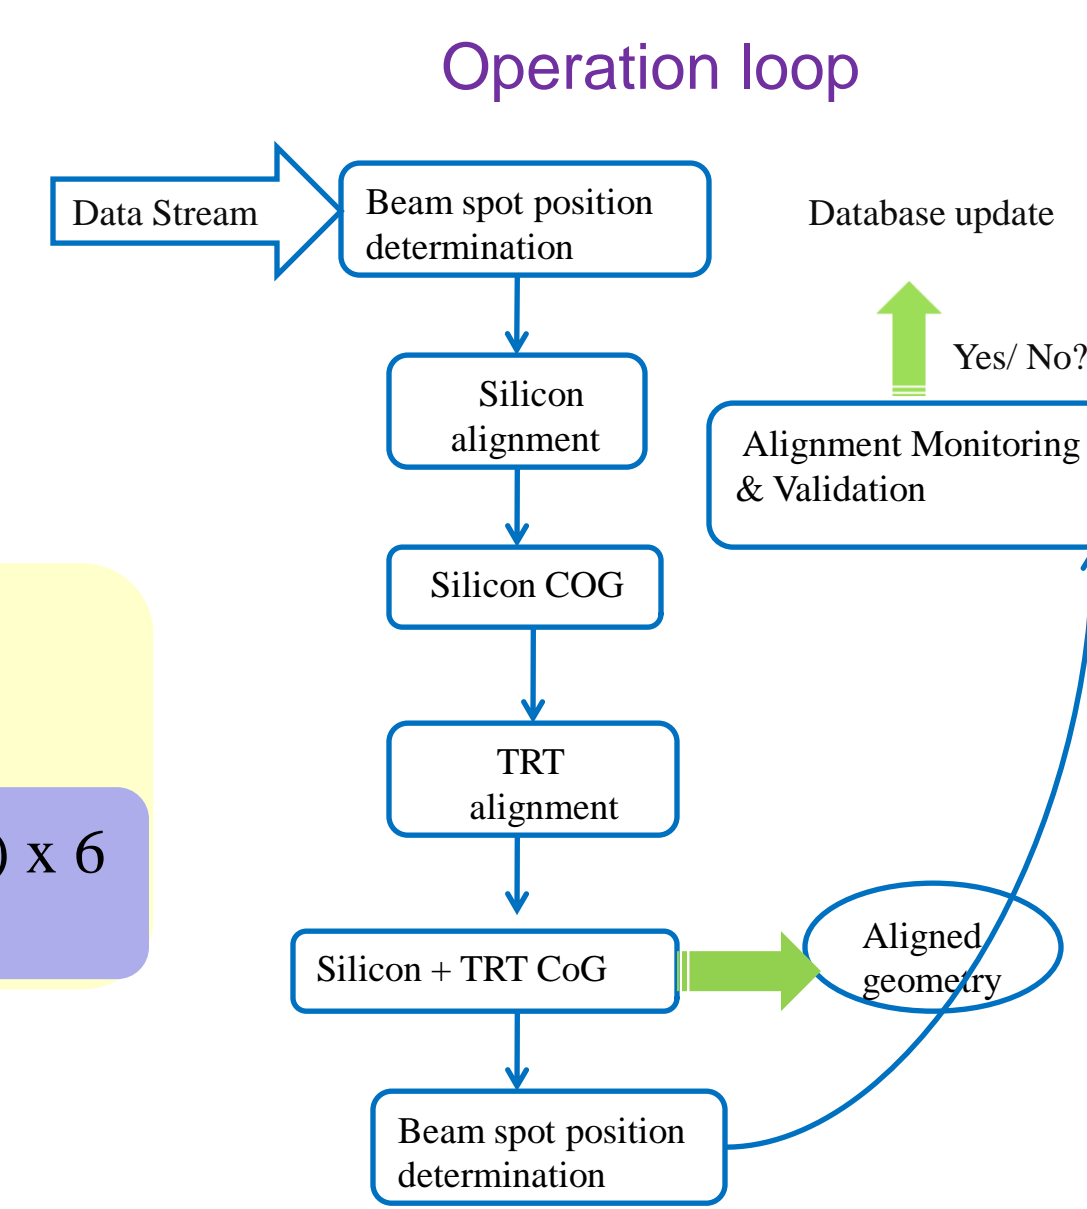 Operation loop
Data Stream
Beam spot position
determination
Database update
Yes/ No?
Silicon
alignment
Alignment Monitoring
& Validation
Silicon COG
TRT
alignment
) x 6
Silicon + TRT CoG
Aligned
geometry
Beam spot position
determination